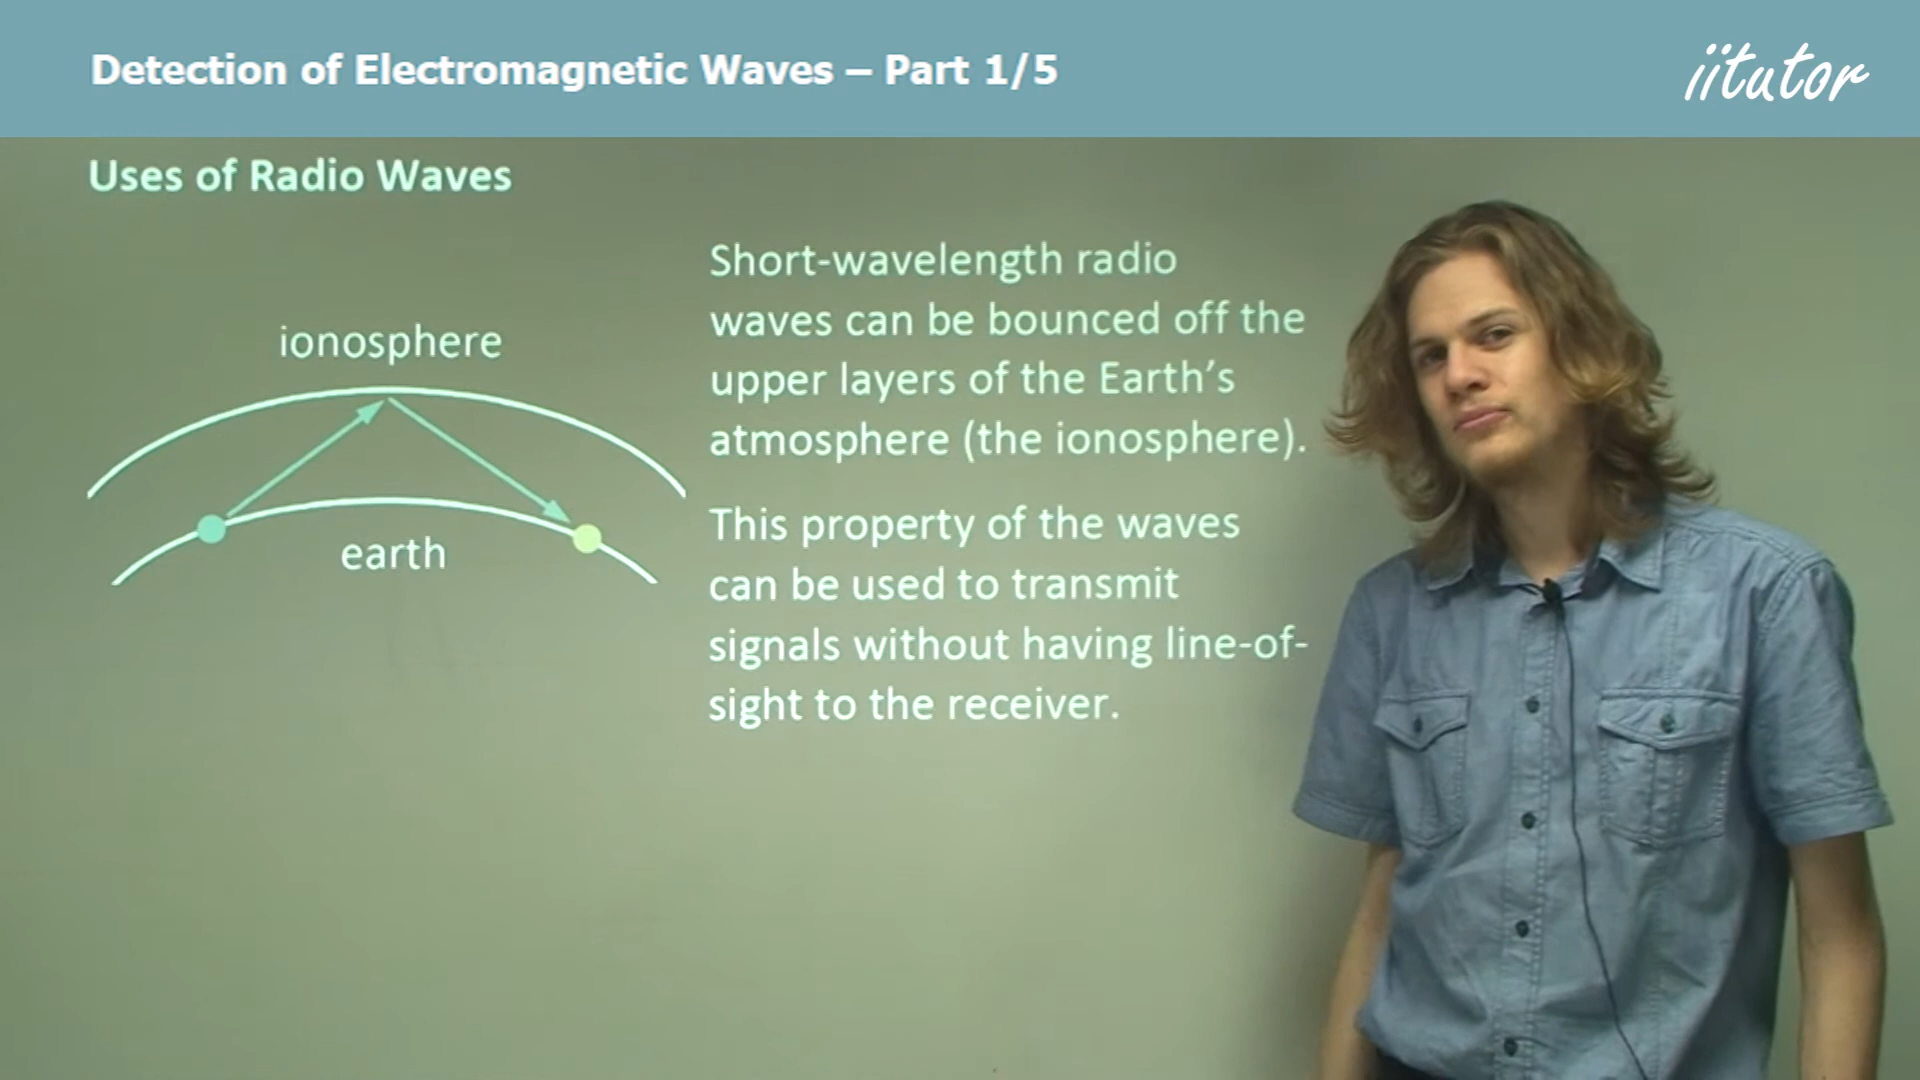 Detection of Electromagnetic Waves – Part 1/5
iitutor
Uses of Radio Waves
ionosphere
earth
Short-wavelength radio
waves can be bounced off the
upper layers of the Earth’s
atmosphere (the ionosphere).
This property of the waves
can be used to transmit
signals without having line-of-
sight to the receiver.